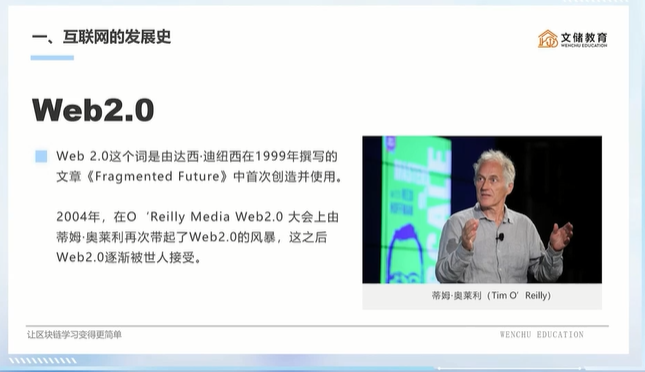 一、互联网的发展史
文储教育
WENCHU EDUCATION
Web2.0
Web 2.0这个词是由达西·迪纽西在1999年撰写的
文章《Fragmented Future》中首次创造并使用。
2004年，在O‘Reilly Media Web2.0 大会上由
蒂姆·奥莱利再次带起了Web2.0的风暴，这之后
Web2.0逐渐被世人接受。
蒂姆·奥莱利（Tim O’Reilly）
让区块链学习变得更简单
WENCHU EDUCATION